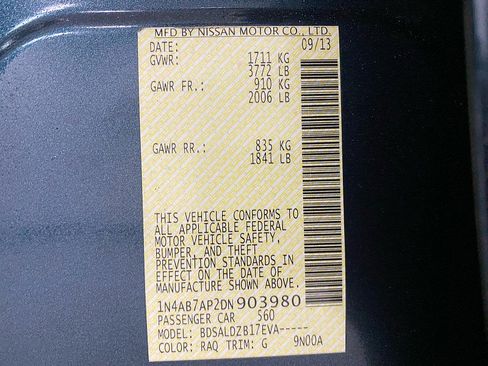 MFD BY NISSAN MOTOR CO., LTD.
DATE: 09/13
GVWR: 1711 KG
3772 LB
GAWR FR.: 910 KG
2006 LB
GAWR RR.: 835 KG
1841 LB
THIS VEHICLE CONFORMS TO
ALL APPLICABLE FEDERAL
MOTOR VEHICLE SAFETY,
BUMPER, AND THEFT
PREVENTION STANDARDS IN
EFFECT ON THE DATE OF
MANUFACTURE SHOWN ABOVE.
1N4AB7AP2DN903980
PASSENGER CAR 560
MODEL: BDSALDZB17EVA-----
COLOR: RAQ TRIM: G 9N00A